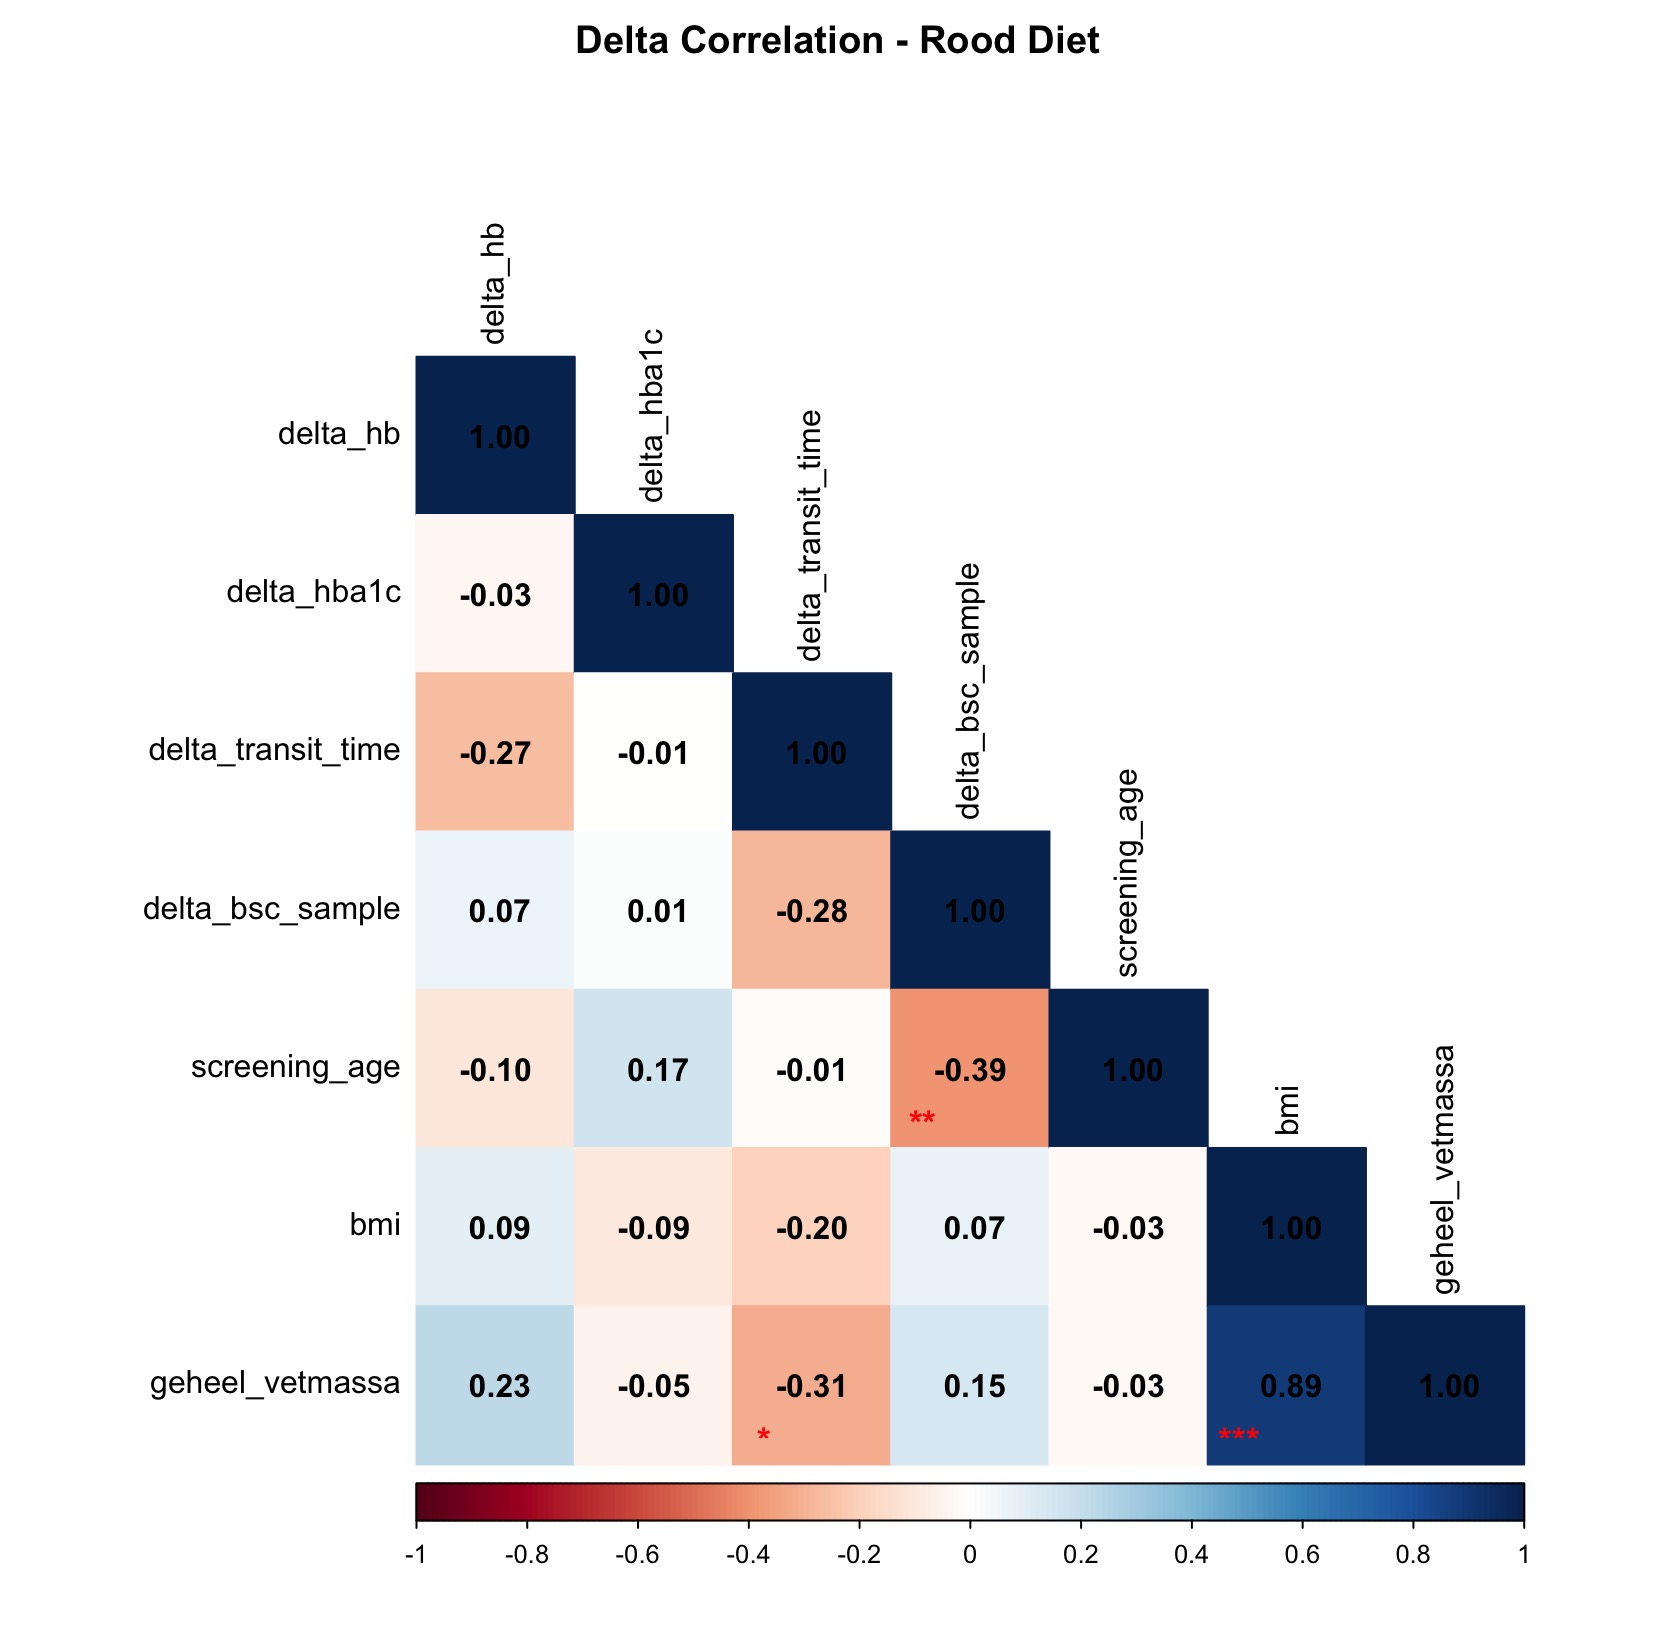 Delta Correlation - Rood Diet
delta_hb
delta_hba1c
delta_transit_time
delta_bsc_sample
screening_age
bmi
geheel_vetmassa
delta_hb 1.00
delta_hba1c -0.03 1.00
delta_transit_time -0.27 -0.01 1.00
delta_bsc_sample 0.07 0.01 -0.28 1.00
screening_age -0.10 0.17 -0.01 -0.39 1.00
**
bmi 0.09 -0.09 -0.20 0.07 -0.03 1.00
geheel_vetmassa 0.23 -0.05 -0.31 0.15 -0.03 0.89 1.00
* ***
-1 -0.8 -0.6 -0.4 -0.2 0 0.2 0.4 0.6 0.8 1